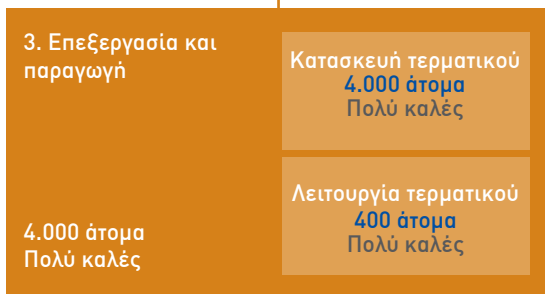 3. Επεξεργασία και
παραγωγή
4.000 άτομα
Πολύ καλές
Κατασκευή τερματικού
4.000 άτομα
Πολύ καλές
Λειτουργία τερματικού
400 άτομα
Πολύ καλές